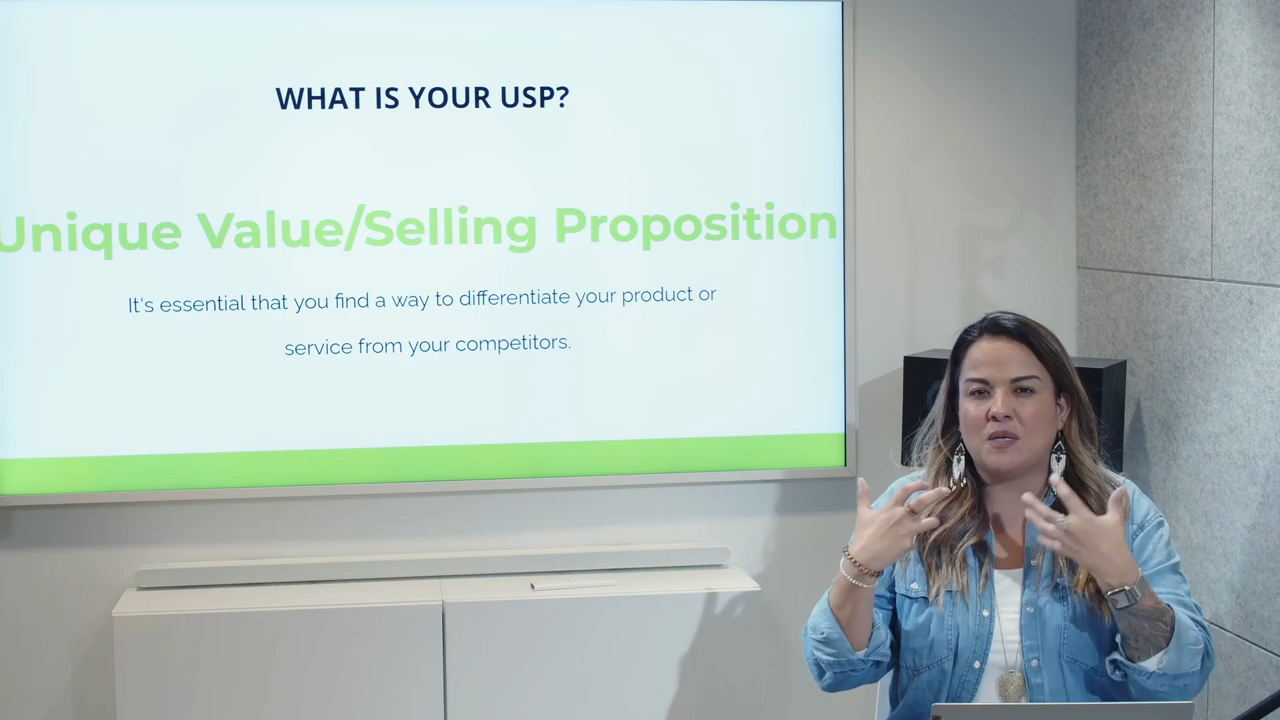 WHAT IS YOUR USP?
Unique Value/Selling Proposition
It's essential that you find a way to differentiate your product or
service from your competitors.